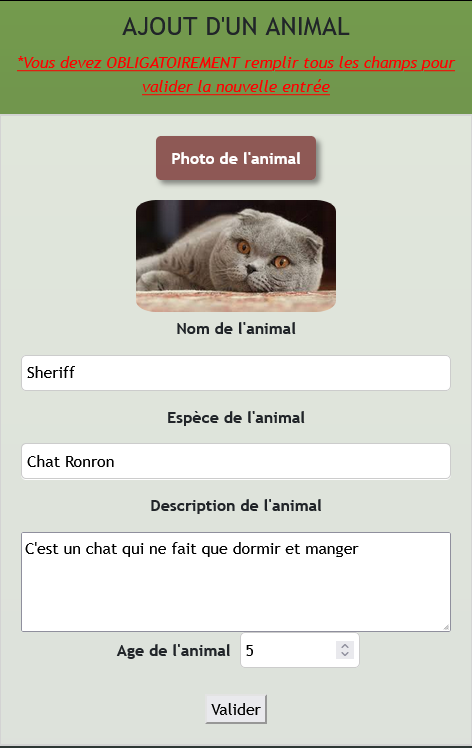 AJOUT D'UN ANIMAL
*Vous devez OBLIGATOIREMENT remplir tous les champs pour
valider la nouvelle entrée
Photo de l'animal
Nom de l'animal
Sheriff
Espèce de l'animal
Chat Ronron
Description de l'animal
C'est un chat qui ne fait que dormir et manger
Age de l'animal 5
Valider